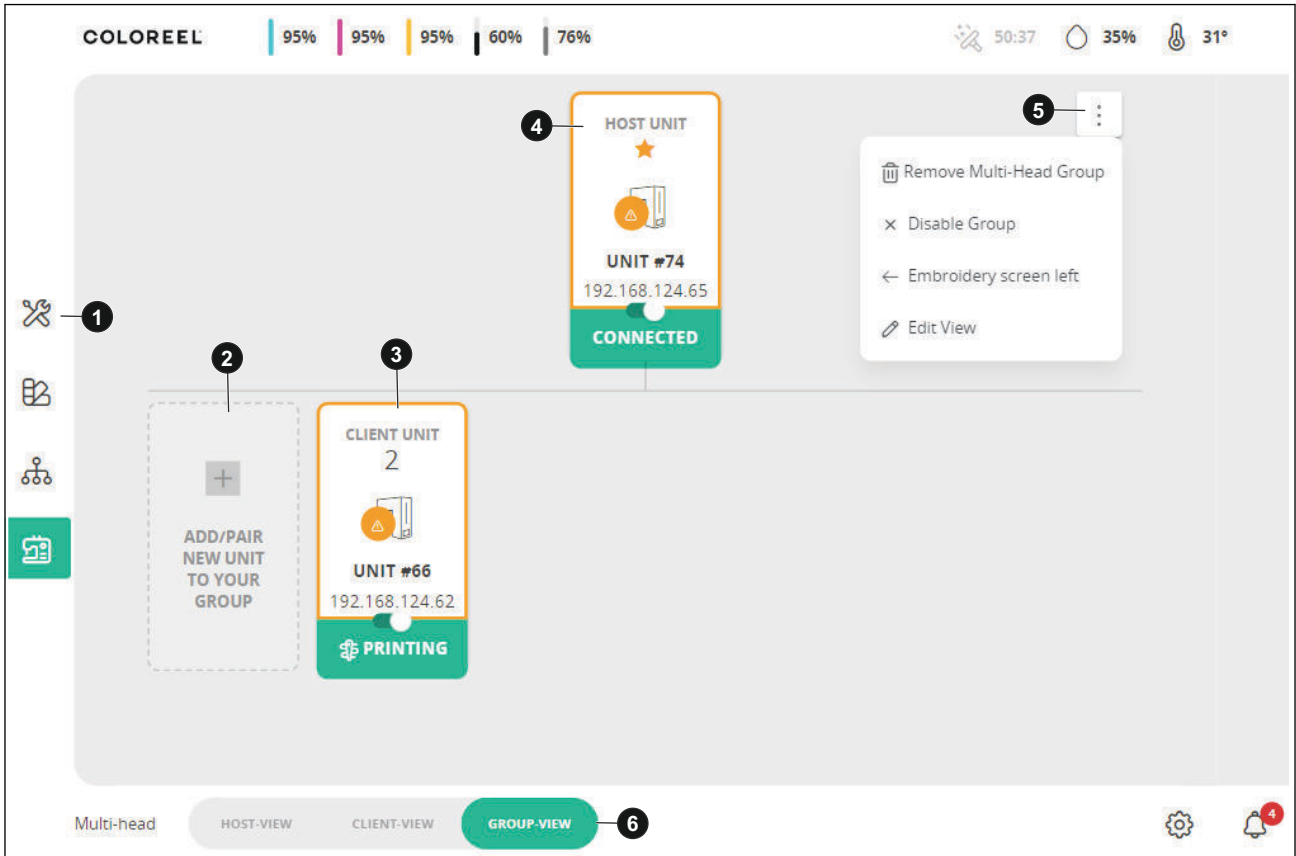 COLOREEL 95% 95% 95% 60% 76% 50:37 35% 31°
4 HOST UNIT
5
Remove Multi-Head Group
Disable Group
Embroidery screen left
Edit View
UNIT #74
192.168.124.65
CONNECTED
1
2
ADD/PAIR
NEW UNIT
TO YOUR
GROUP
3
CLIENT UNIT
2
UNIT #66
192.168.124.62
PRINTING
Multi-head HOST-VIEW CLIENT-VIEW GROUP-VIEW 6
4